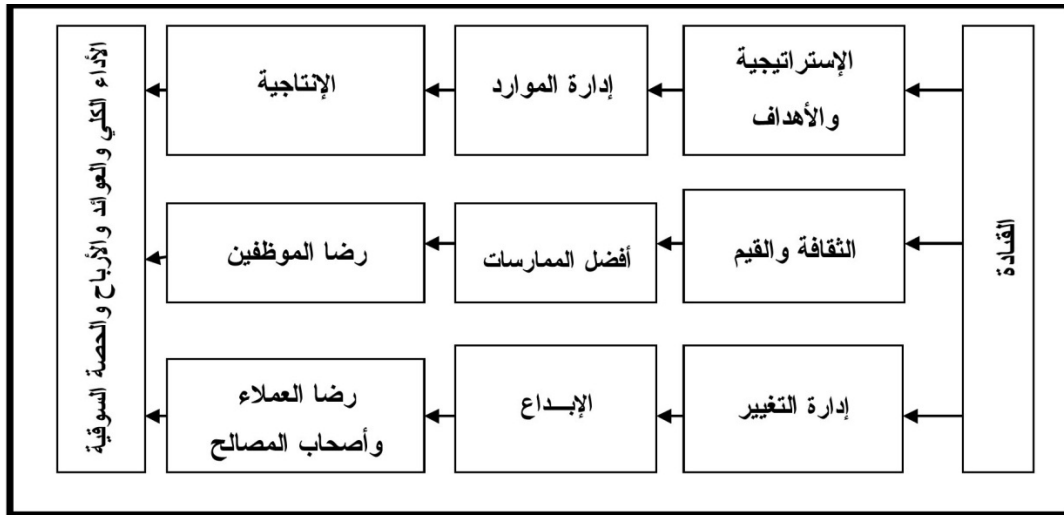 القيادة
الإستراتيجية
والأهداف
إدارة الموارد
الإنتاجية
الثقافة والقيم
أفضل الممارسات
رضا الموظفين
إدارة التغيير
الإبــداع
رضا العملاء
وأصحاب المصالح
الأداء الكلي والعوائد والأرباح والحصة السوقية